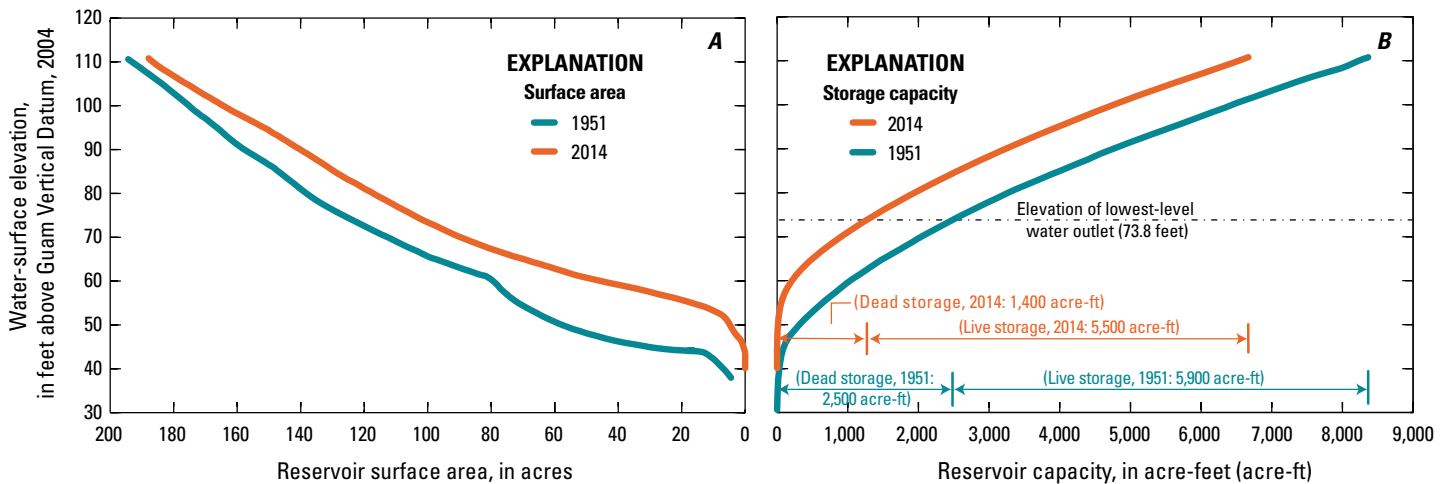 Water-surface elevation,
in feet above Guam Vertical Datum, 2004
120
110
100
90
80
70
60
50
40
30
A
EXPLANATION
Surface area
1951
2014
200 180 160 140 120 100 80 60 40 20 0
Reservoir surface area, in acres
B
EXPLANATION
Storage capacity
2014
1951
Elevation of lowest-level
water outlet (73.8 feet)
(Dead storage, 2014: 1,400 acre-ft)
(Live storage, 2014: 5,500 acre-ft)
(Dead storage, 1951:
2,500 acre-ft)
(Live storage, 1951: 5,900 acre-ft)
0 1,000 2,000 3,000 4,000 5,000 6,000 7,000 8,000 9,000
Reservoir capacity, in acre-feet (acre-ft)